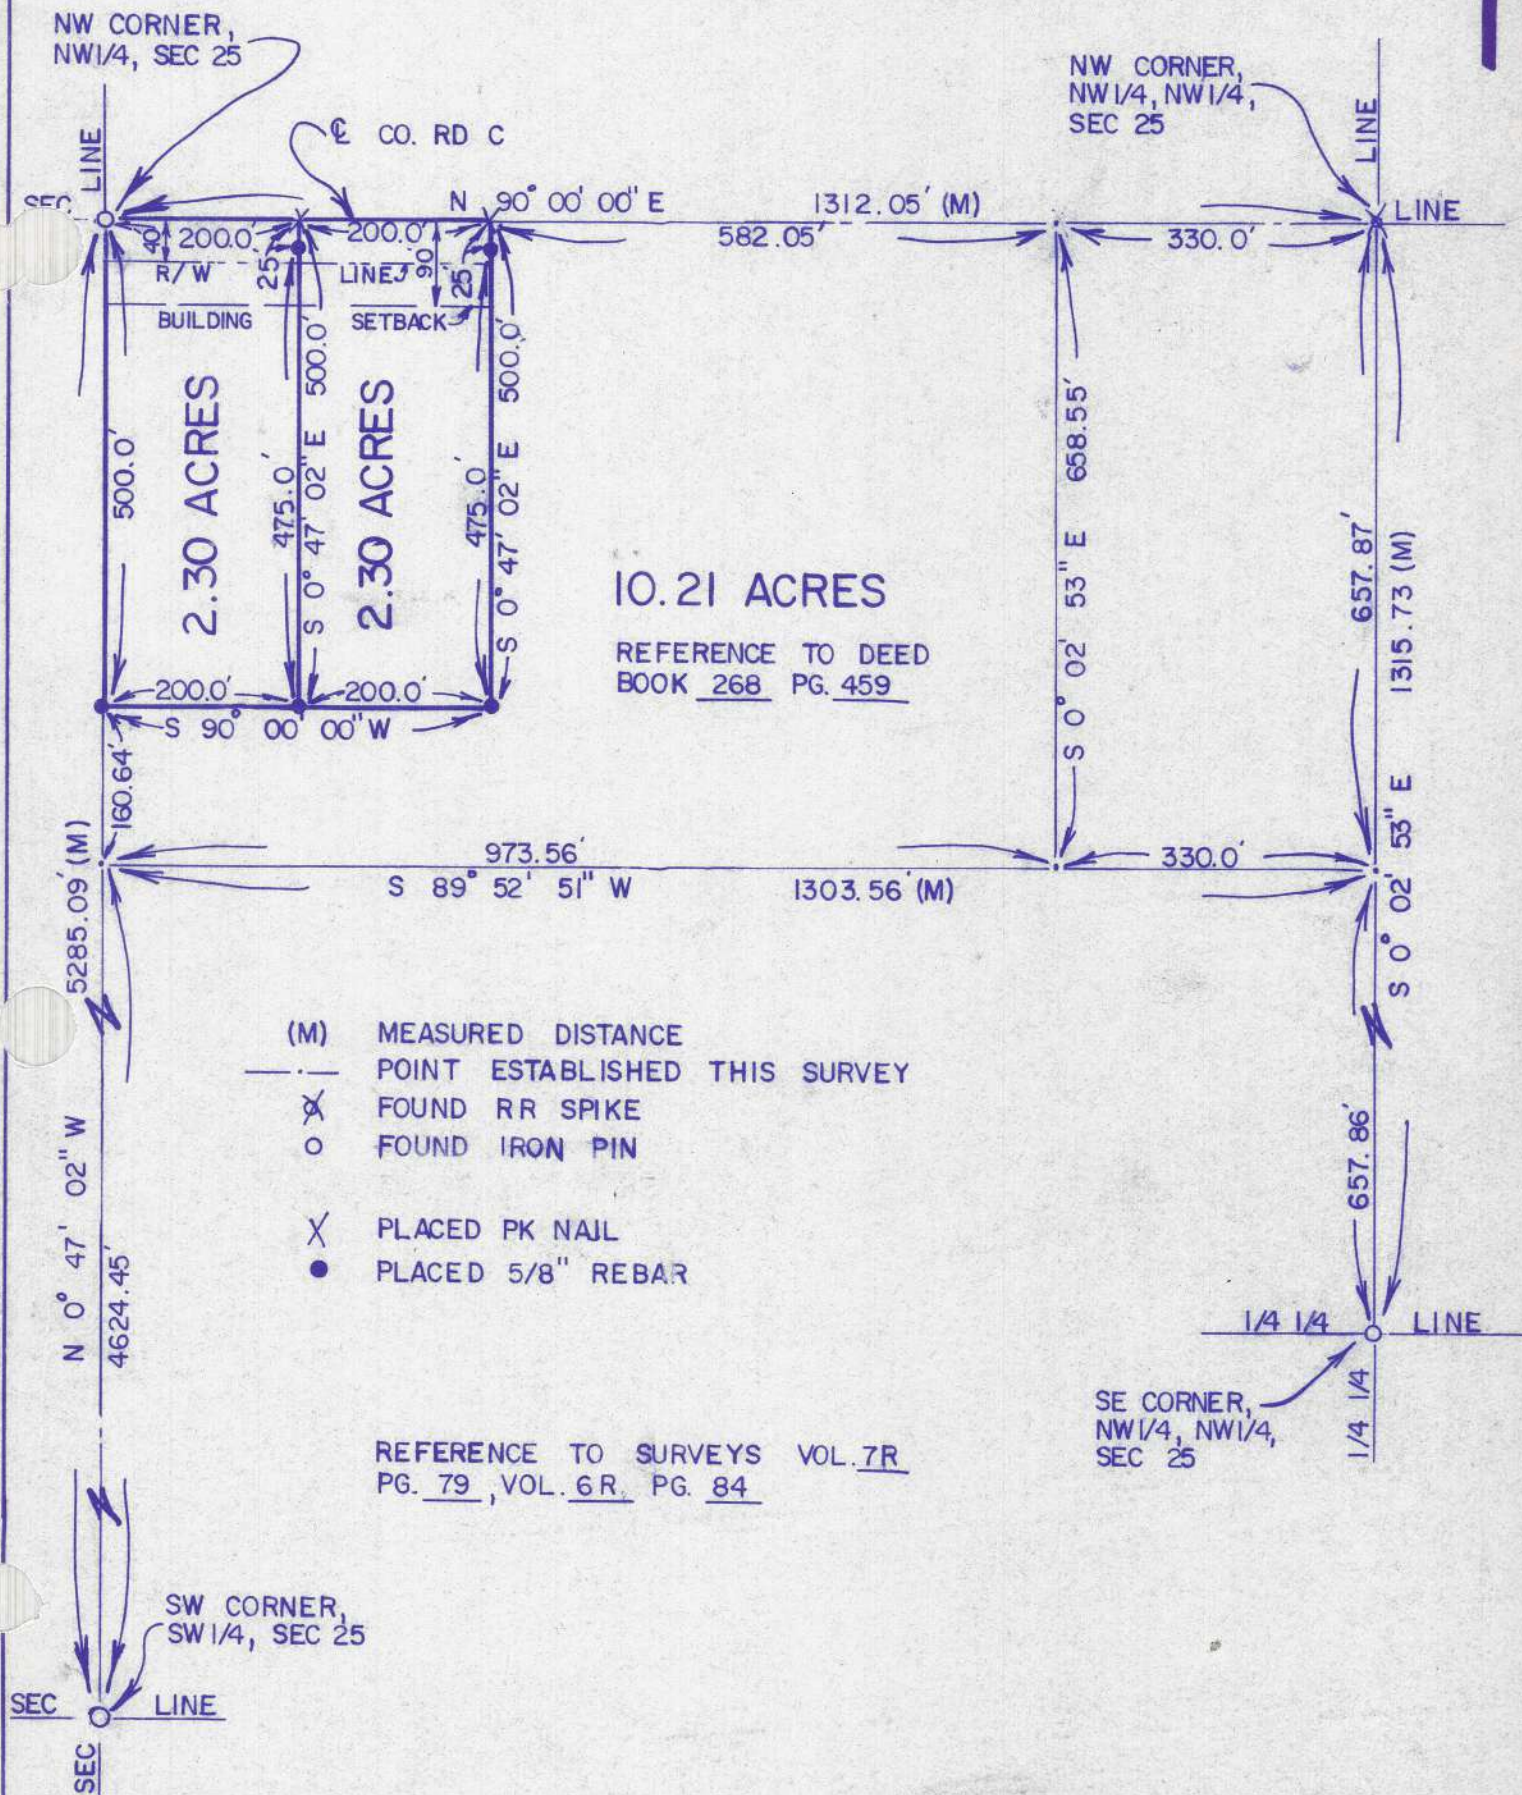 NW CORNER,
NW1/4, SEC 25
NW CORNER,
NW1/4, NW1/4,
SEC 25
LINE
LINE
℄ CO. RD C
SEC.
N 90° 00' 00" E
1312.05' (M)
LINE
40'
200.0'
200.0'
582.05'
330.0'
R/W
LINE
25'
90'
25'
BUILDING
SETBACK
500.0'
2.30 ACRES
475.0'
S 0° 47' 02" E 500.0'
2.30 ACRES
475.0'
S 0° 47' 02" E 500.0'
10.21 ACRES
REFERENCE TO DEED
BOOK 268 PG. 459
S 0° 02' 53" E 658.55'
657.87'
1315.73 (M)
S 0° 02' 53" E
200.0'
200.0'
S 90° 00' 00" W
160.64'
5285.09' (M)
973.56'
330.0'
S 89° 52' 51" W
1303.56' (M)
(M) MEASURED DISTANCE
POINT ESTABLISHED THIS SURVEY
FOUND RR SPIKE
FOUND IRON PIN
X PLACED PK NAIL
PLACED 5/8" REBAR
N 0° 47' 02" W
4624.45'
657.86'
1/4 1/4 LINE
SE CORNER,
NW1/4, NW1/4,
SEC 25
1/4 1/4
REFERENCE TO SURVEYS VOL. 7R
PG. 79, VOL. 6R. PG. 84
SW CORNER,
SW1/4, SEC 25
SEC LINE
SEC